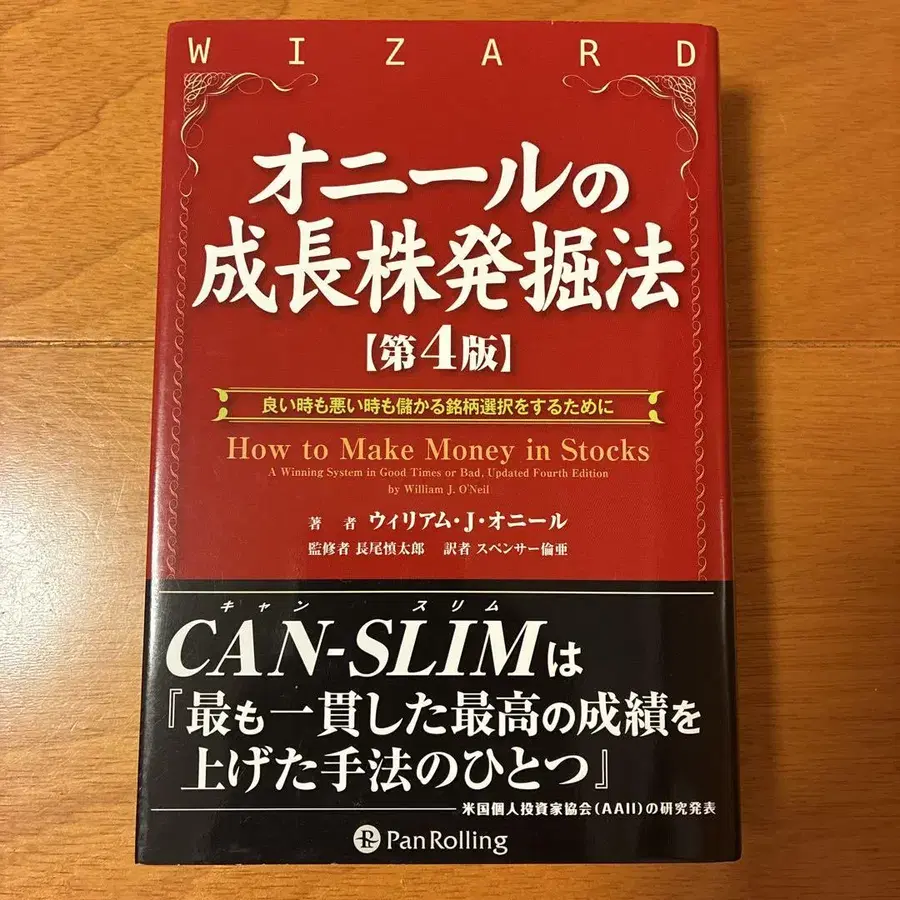 WIZARD
オニールの
成長株発掘法
【第4版】
良い時も悪い時も儲かる銘柄選択をするために
How to Make Money in Stocks
A Winning System in Good Times or Bad, Updated Fourth Edition
by William J. O'Neil
著者 ウィリアム・J・オニール
監修者 長尾慎太郎 訳者 スペンサー倫亜
キャン スリム
CAN-SLIMは
『最も一貫した最高の成績を
上げた手法のひとつ』
米国個人投資家協会(AAII)の研究発表
PanRolling